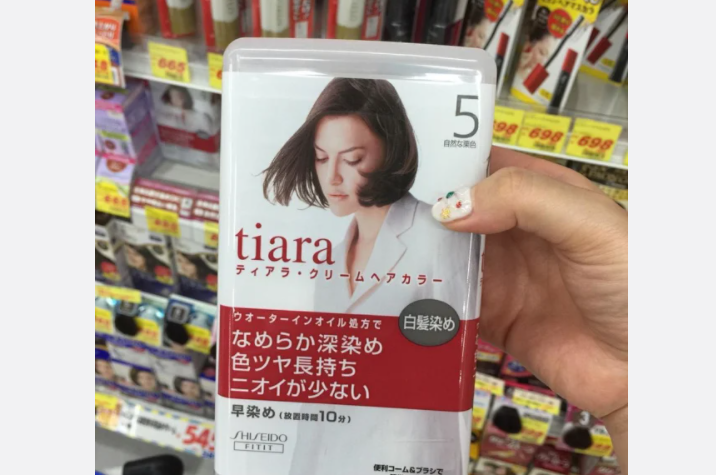 665
5
自然な栗色
698
698
698
tiara
ティアラ・クリームヘアカラー
ウオーターインオイル処方で
白髪染め
なめらか深染め
色ツヤ長持ち
ニオイが少ない
早染め (放置時間10分)
SHISEIDO
FITIT
便利コーム&ブラシで